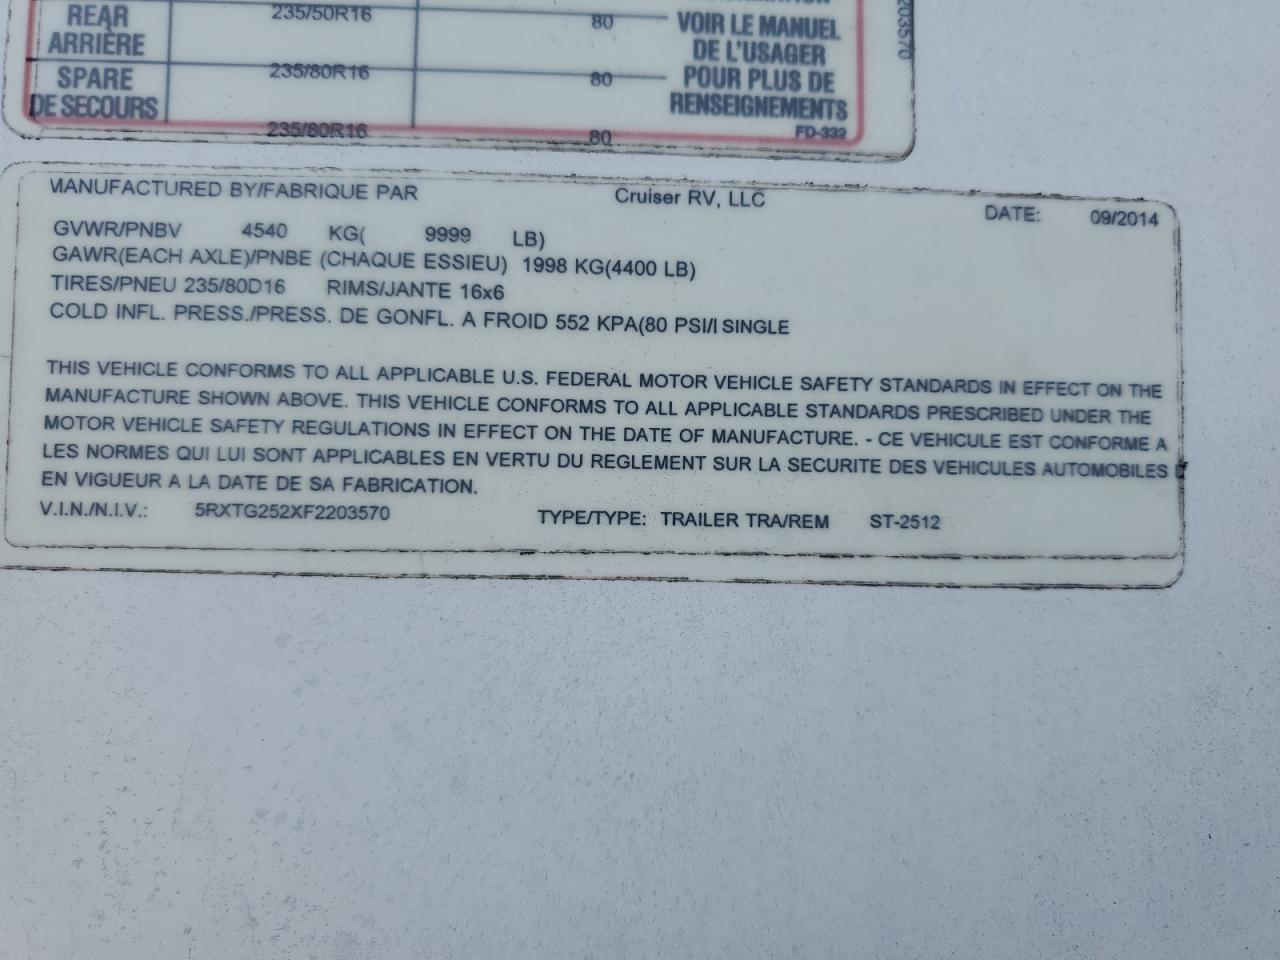 REAR
ARRIÈRE
235/50R16
80
VOIR LE MANUEL
DE L'USAGER
SPARE
DE SECOURS
235/80R16
80
POUR PLUS DE
RENSEIGNEMENTS
235/80R16
80
FD-332
203570
MANUFACTURED BY/FABRIQUE PAR Cruiser RV, LLC DATE: 09/2014
GVWR/PNBV 4540 KG( 9999 LB)
GAWR(EACH AXLE)/PNBE (CHAQUE ESSIEU) 1998 KG(4400 LB)
TIRES/PNEU 235/80D16 RIMS/JANTE 16x6
COLD INFL. PRESS./PRESS. DE GONFL. A FROID 552 KPA(80 PSI/I SINGLE
THIS VEHICLE CONFORMS TO ALL APPLICABLE U.S. FEDERAL MOTOR VEHICLE SAFETY STANDARDS IN EFFECT ON THE
MANUFACTURE SHOWN ABOVE. THIS VEHICLE CONFORMS TO ALL APPLICABLE STANDARDS PRESCRIBED UNDER THE
MOTOR VEHICLE SAFETY REGULATIONS IN EFFECT ON THE DATE OF MANUFACTURE. - CE VEHICULE EST CONFORME A
LES NORMES QUI LUI SONT APPLICABLES EN VERTU DU REGLEMENT SUR LA SECURITE DES VEHICULES AUTOMOBILES
EN VIGUEUR A LA DATE DE SA FABRICATION.
V.I.N./N.I.V.: 5RXTG252XF2203570 TYPE/TYPE: TRAILER TRA/REM ST-2512